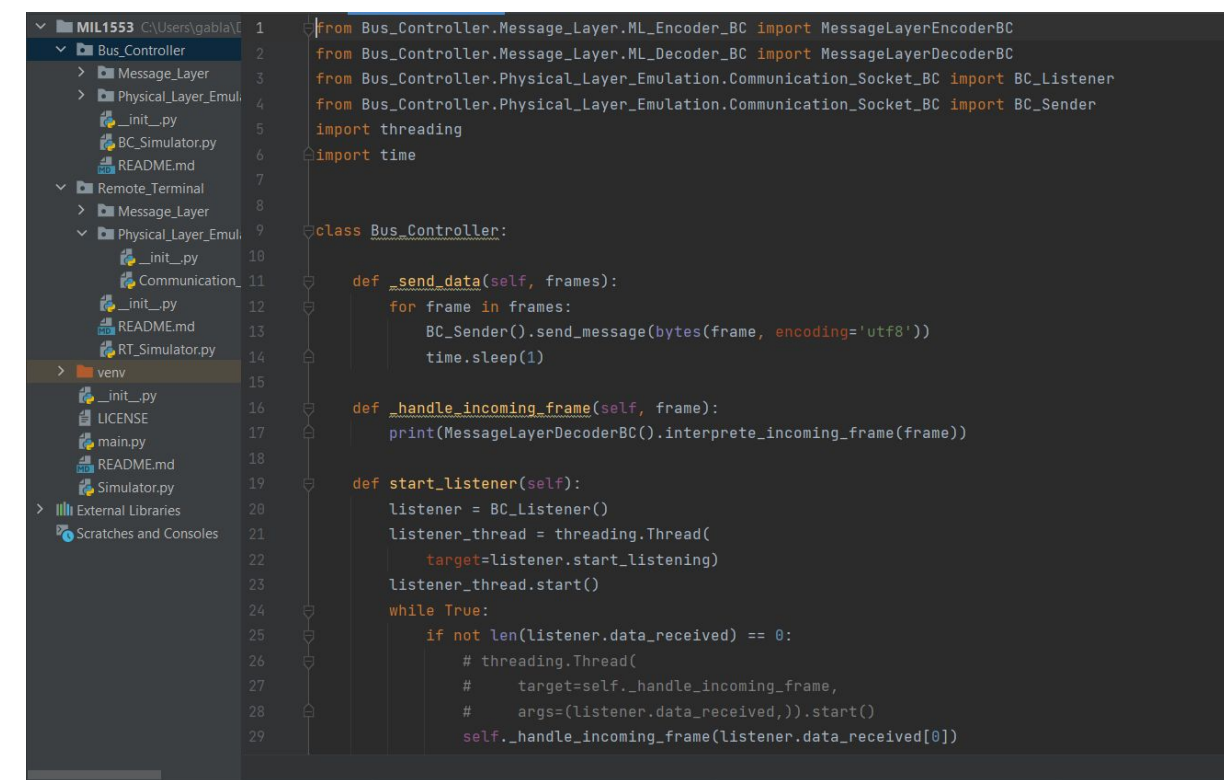 MIL1553 C:\Users\gabla\D
Bus_Controller
Message_Layer
Physical_Layer_Emula
__init__.py
BC_Simulator.py
README.md
Remote_Terminal
Message_Layer
Physical_Layer_Emula
__init__.py
Communication_
__init__.py
README.md
RT_Simulator.py
venv
__init__.py
LICENSE
main.py
README.md
Simulator.py
External Libraries
Scratches and Consoles
1 from Bus_Controller.Message_Layer.ML_Encoder_BC import MessageLayerEncoderBC
2 from Bus_Controller.Message_Layer.ML_Decoder_BC import MessageLayerDecoderBC
3 from Bus_Controller.Physical_Layer_Emulation.Communication_Socket_BC import BC_Listener
4 from Bus_Controller.Physical_Layer_Emulation.Communication_Socket_BC import BC_Sender
5 import threading
6 import time
7
8
9 class Bus_Controller:
10
11     def _send_data(self, frames):
12         for frame in frames:
13             BC_Sender().send_message(bytes(frame, encoding='utf8'))
14             time.sleep(1)
15
16     def _handle_incoming_frame(self, frame):
17         print(MessageLayerDecoderBC().interprete_incoming_frame(frame))
18
19     def start_listener(self):
20         listener = BC_Listener()
21         listener_thread = threading.Thread(
22             target=listener.start_listening)
23         listener_thread.start()
24         while True:
25             if not len(listener.data_received) == 0:
26                 # threading.Thread(
27                 #     target=self._handle_incoming_frame,
28                 #     args=(listener.data_received,)).start()
29                 self._handle_incoming_frame(listener.data_received[0])